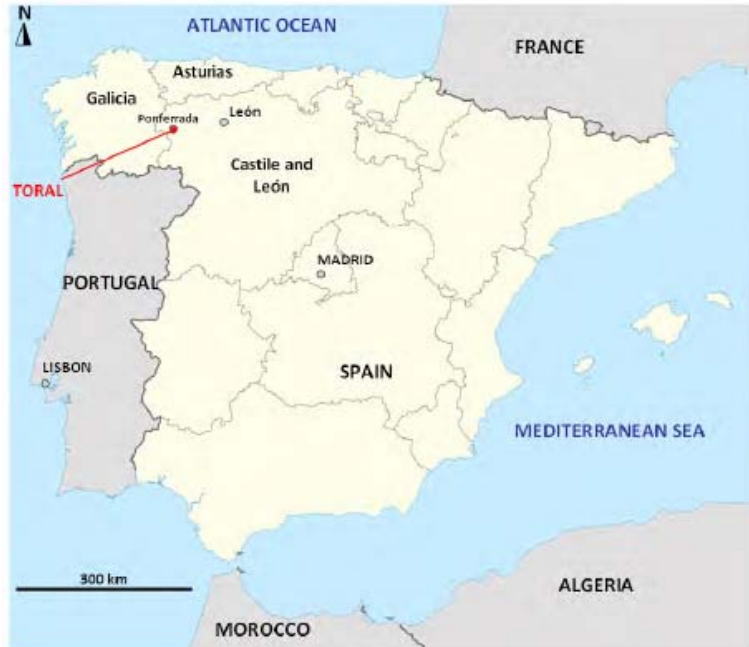 N
ATLANTIC OCEAN
FRANCE
Asturias
Galicia
Ponferrada
León
Castile and
León
TORAL
MADRID
PORTUGAL
LISBON
SPAIN
MEDITERRANEAN SEA
300 km
ALGERIA
MOROCCO